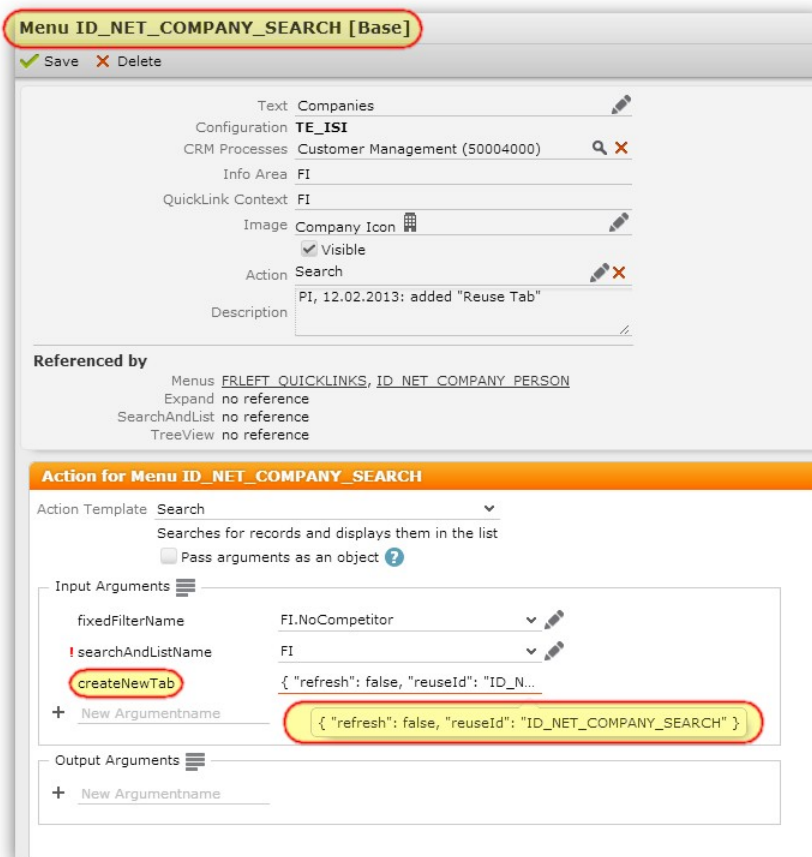 Menu ID_NET_COMPANY_SEARCH [Base]
Save Delete
Text Companies
Configuration TE_ISI
CRM Processes Customer Management (50004000)
Info Area FI
QuickLink Context FI
Image Company Icon
Visible
Action Search
Description PI, 12.02.2013: added "Reuse Tab"
Referenced by
Menus FRLEFT_QUICKLINKS, ID_NET_COMPANY_PERSON
Expand no reference
SearchAndList no reference
TreeView no reference
Action for Menu ID_NET_COMPANY_SEARCH
Action Template Search
Searches for records and displays them in the list
Pass arguments as an object ?
Input Arguments
fixedFilterName FI.NoCompetitor
! searchAndListName FI
createNewTab { "refresh": false, "reuseId": "ID_N...
+ New Argumentname { "refresh": false, "reuseId": "ID_NET_COMPANY_SEARCH" }
Output Arguments
+ New Argumentname